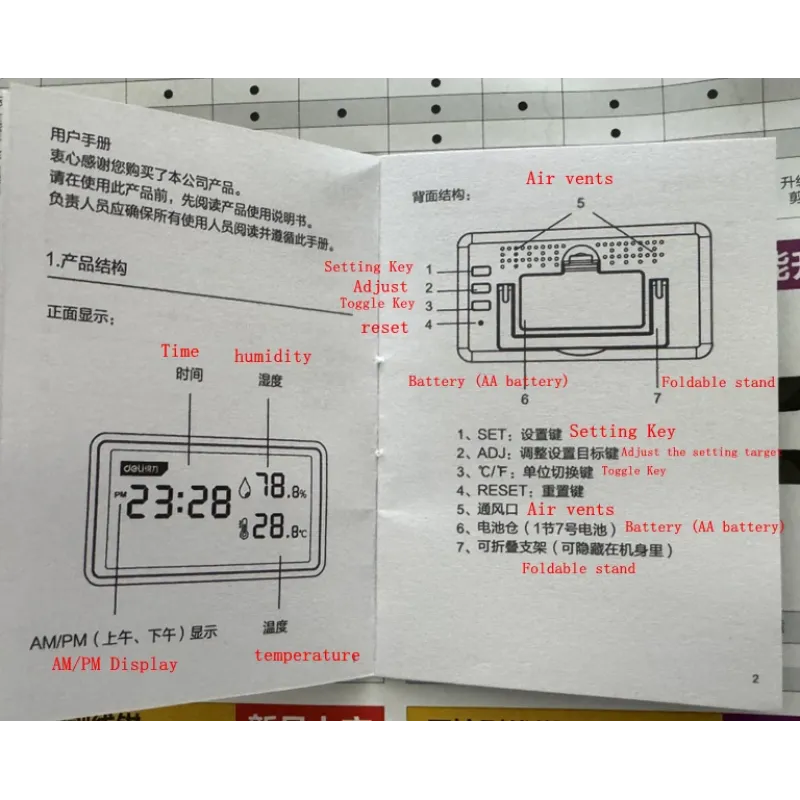 用户手册
衷心感谢您购买了本公司产品。
请在使用此产品前，先阅读产品使用说明书。
负责人员应确保所有使用人员阅读并遵循此手册。
1.产品结构
正面显示：
Time
humidity
时间
湿度
deli得力
PM 23:28
78.8%
28.8℃
AM/PM（上午、下午）显示
AM/PM Display
温度
temperature
Air vents
背面结构：
5
Setting Key 1
Adjust 2
Toggle Key 3
reset 4
Battery (AA battery)
Foldable stand
6
7
1、SET：设置键 Setting Key
2、ADJ：调整设置目标键 Adjust the setting target
3、℃/℉：单位切换键 Toggle Key
4、RESET：重置键
5、通风口 Air vents
6、电池仓（1节7号电池） Battery (AA battery)
7、可折叠支架（可隐藏在机身里）
Foldable stand
2